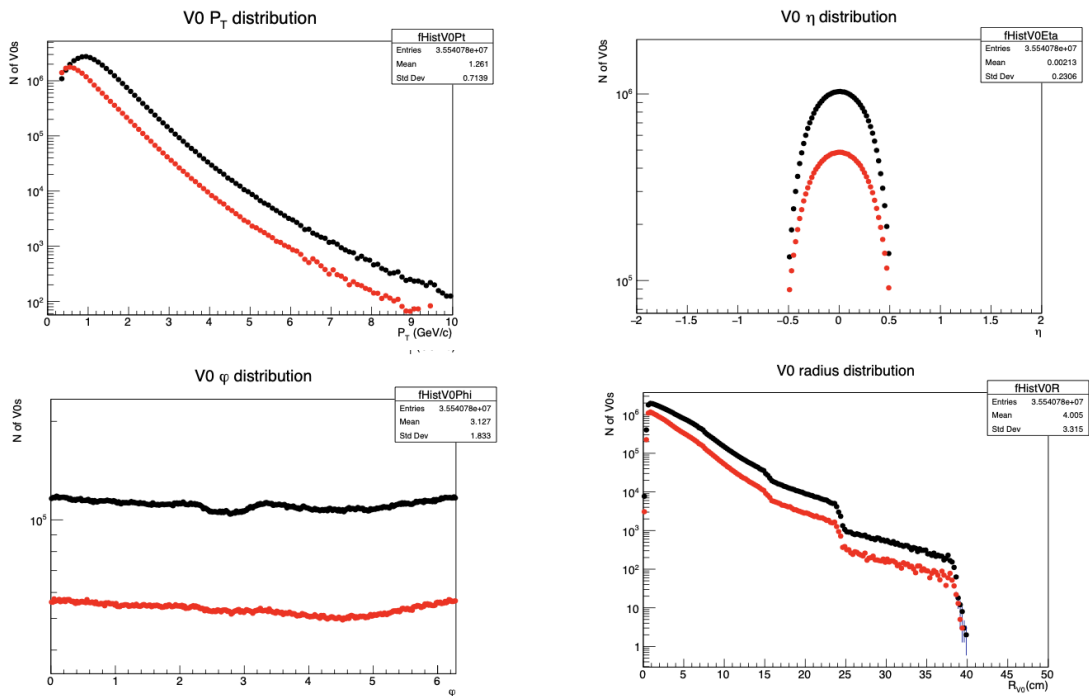 V0 P_T distribution
fHistV0Pt
Entries 3.554078e+07
Mean 1.261
Std Dev 0.7139
N of V0s
10^6
10^5
10^4
10^3
10^2
0 1 2 3 4 5 6 7 8 9 10
P_T (GeV/c)
V0 η distribution
fHistV0Eta
Entries 3.554078e+07
Mean 0.00213
Std Dev 0.2306
N of V0s
10^6
10^5
−2 −1.5 −1 −0.5 0 0.5 1 1.5 2
η
V0 φ distribution
fHistV0Phi
Entries 3.554078e+07
Mean 3.127
Std Dev 1.833
N of V0s
10^5
0 1 2 3 4 5 6
φ
V0 radius distribution
fHistV0R
Entries 3.554078e+07
Mean 4.005
Std Dev 3.315
N of V0s
10^6
10^5
10^4
10^3
10^2
10
1
0 5 10 15 20 25 30 35 40 45 50
R_V0(cm)